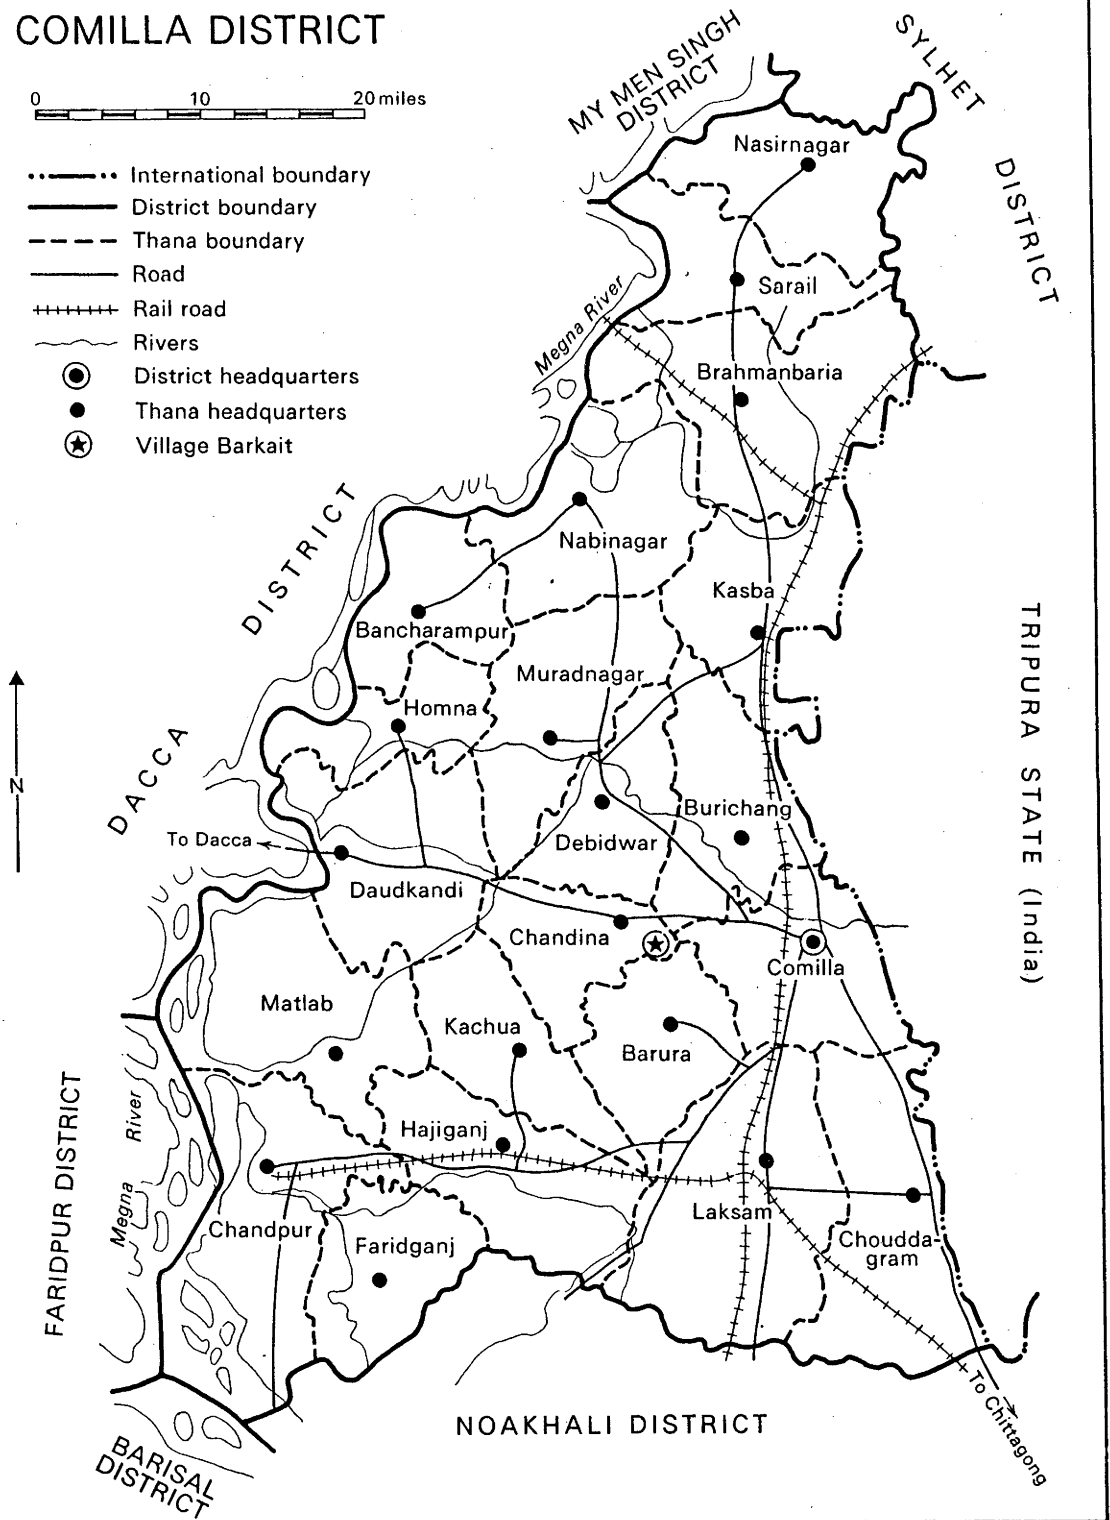 COMILLA DISTRICT
0 10 20 miles
International boundary
District boundary
Thana boundary
Road
Rail road
Rivers
District headquarters
Thana headquarters
Village Barkait
MY MEN SINGH
DISTRICT
SYLHET
DISTRICT
Nasirnagar
Sarail
Megna River
Brahmanbaria
DISTRICT
Nabinagar
Kasba
Bancharampur
Muradnagar
Homna
DACCA
TRIPURA STATE (India)
N
Burichang
To Dacca
Debidwar
Daudkandi
Chandina
Comilla
Matlab
Kachua
Barura
FARIDPUR DISTRICT
Megna River
Hajiganj
Chandpur
Laksam
Faridganj
Choudda-
gram
To Chittagong
NOAKHALI DISTRICT
BARISAL
DISTRICT